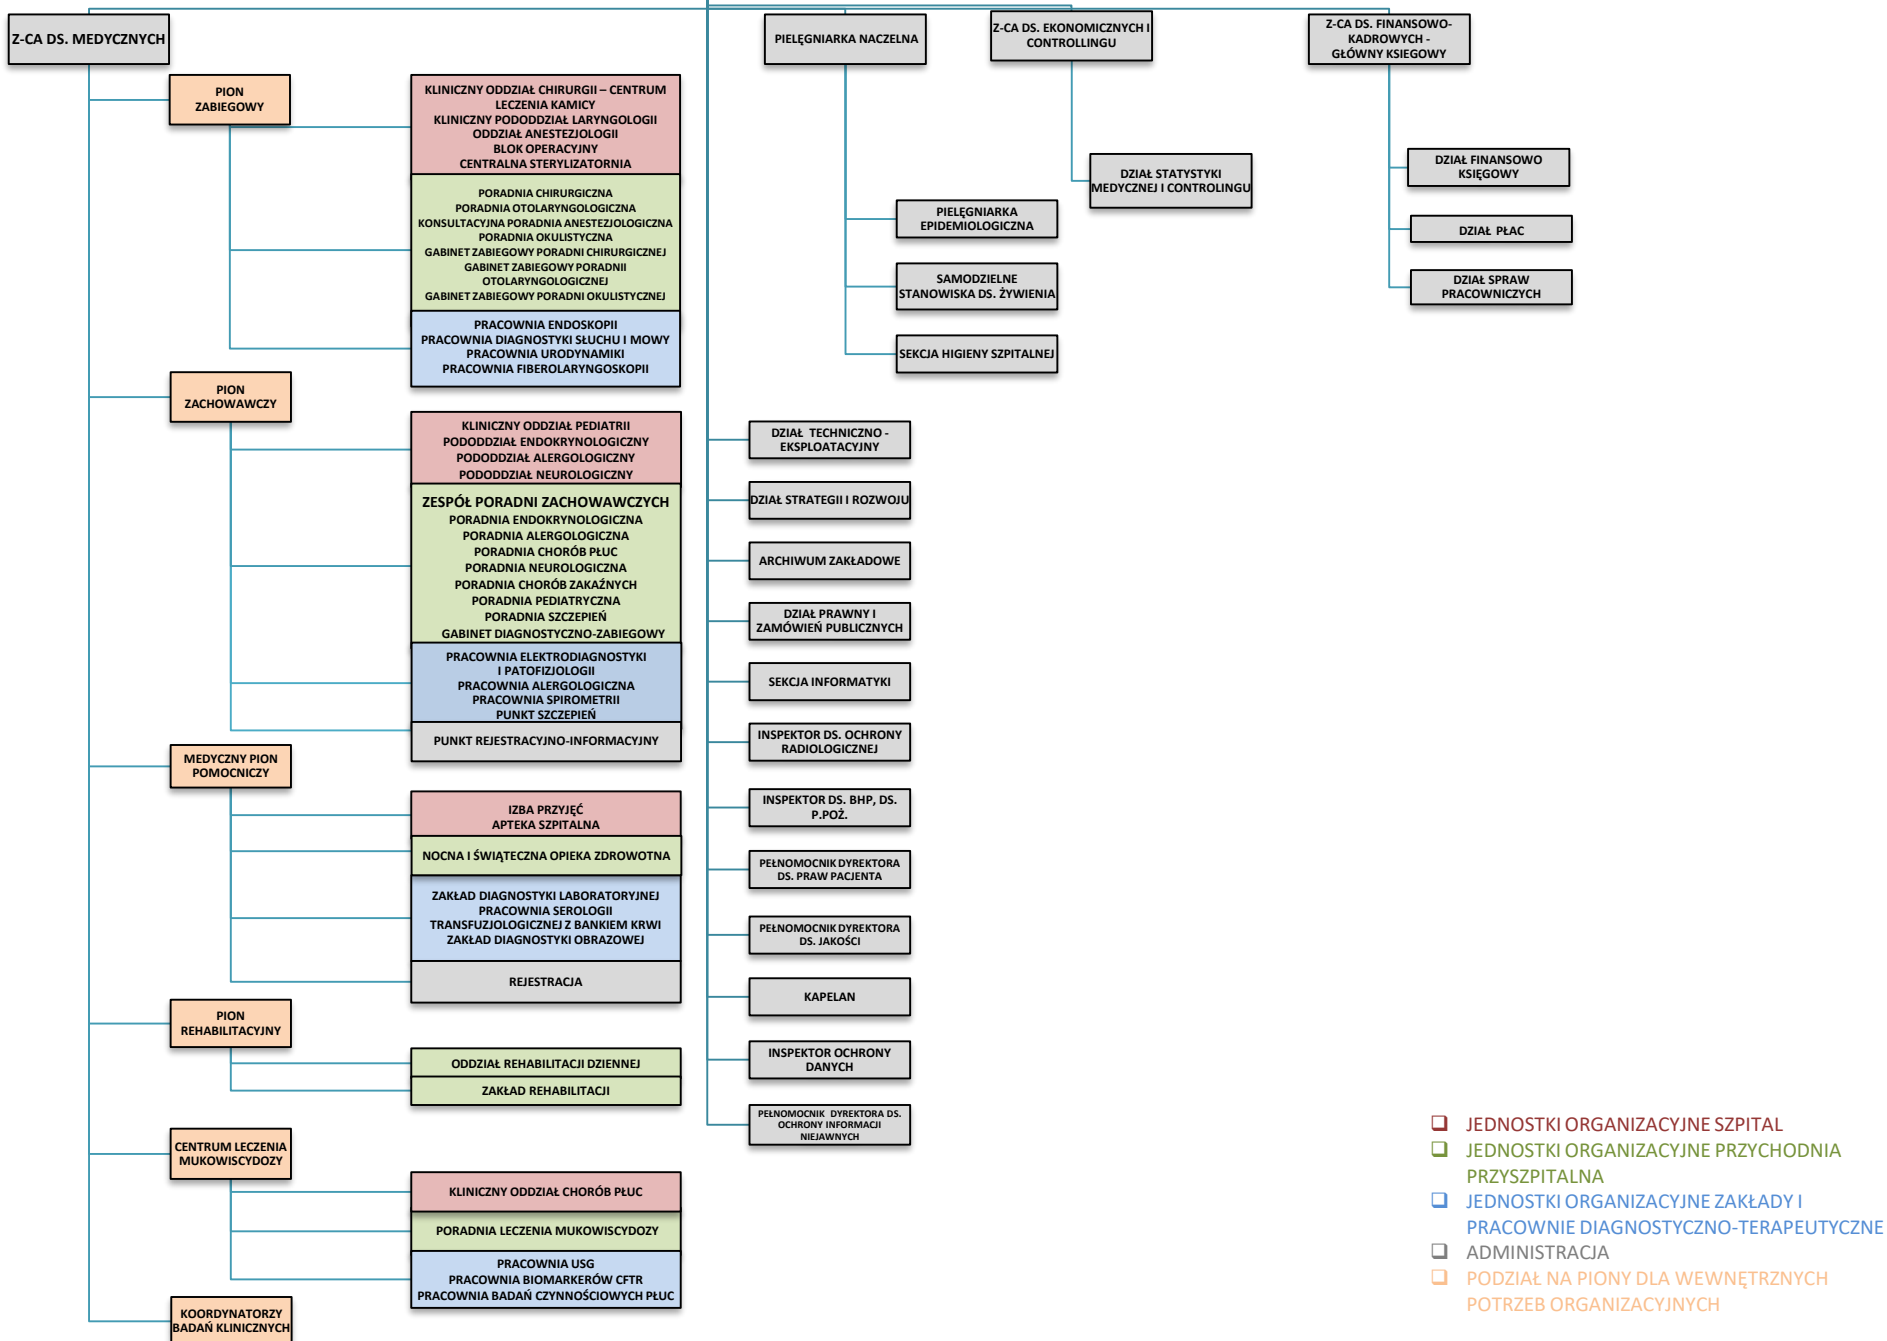 Z-CA DS. MEDYCZNYCH
PIELĘGNIARKA NACZELNA
Z-CA DS. EKONOMICZNYCH I
CONTROLLINGU
Z-CA DS. FINANSOWO-
KADROWYCH -
GŁÓWNY KSIEGOWY
PION
ZABIEGOWY
KLINICZNY ODDZIAŁ CHIRURGII – CENTRUM
LECZENIA KAMICY
KLINICZNY PODODDZIAŁ LARYNGOLOGII
ODDZIAŁ ANESTEZJOLOGII
BLOK OPERACYJNY
CENTRALNA STERYLIZATORNIA
PORADNIA CHIRURGICZNA
PORADNIA OTOLARYNGOLOGICZNA
KONSULTACYJNA PORADNIA ANESTEZJOLOGICZNA
PORADNIA OKULISTYCZNA
GABINET ZABIEGOWY PORADNI CHIRURGICZNEJ
GABINET ZABIEGOWY PORADNII
OTOLARYNGOLOGICZNEJ
GABINET ZABIEGOWY PORADNI OKULISTYCZNEJ
PRACOWNIA ENDOSKOPII
PRACOWNIA DIAGNOSTYKI SŁUCHU I MOWY
PRACOWNIA URODYNAMIKI
PRACOWNIA FIBEROLARYNGOSKOPII
PION
ZACHOWAWCZY
KLINICZNY ODDZIAŁ PEDIATRII
PODODDZIAŁ ENDOKRYNOLOGICZNY
PODODDZIAŁ ALERGOLOGICZNY
PODODDZIAŁ NEUROLOGICZNY
ZESPÓŁ PORADNI ZACHOWAWCZYCH
PORADNIA ENDOKRYNOLOGICZNA
PORADNIA ALERGOLOGICZNA
PORADNIA CHORÓB PŁUC
PORADNIA NEUROLOGICZNA
PORADNIA CHORÓB ZAKAŹNYCH
PORADNIA PEDIATRYCZNA
PORADNIA SZCZEPIEŃ
GABINET DIAGNOSTYCZNO-ZABIEGOWY
PRACOWNIA ELEKTRODIAGNOSTYKI
I PATOFIZJOLOGII
PRACOWNIA ALERGOLOGICZNA
PRACOWNIA SPIROMETRII
PUNKT SZCZEPIEŃ
PUNKT REJESTRACYJNO-INFORMACYJNY
MEDYCZNY PION
POMOCNICZY
IZBA PRZYJĘĆ
APTEKA SZPITALNA
NOCNA I ŚWIĄTECZNA OPIEKA ZDROWOTNA
ZAKŁAD DIAGNOSTYKI LABORATORYJNEJ
PRACOWNIA SEROLOGII
TRANSFUZJOLOGICZNEJ Z BANKIEM KRWI
ZAKŁAD DIAGNOSTYKI OBRAZOWEJ
REJESTRACJA
PION
REHABILITACYJNY
ODDZIAŁ REHABILITACJI DZIENNEJ
ZAKŁAD REHABILITACJI
CENTRUM LECZENIA
MUKOWISCYDOZY
KLINICZNY ODDZIAŁ CHORÓB PŁUC
PORADNIA LECZENIA MUKOWISCYDOZY
PRACOWNIA USG
PRACOWNIA BIOMARKERÓW CFTR
PRACOWNIA BADAŃ CZYNNOŚCIOWYCH PŁUC
KOORDYNATORZY
BADAŃ KLINICZNYCH
PIELĘGNIARKA
EPIDEMIOLOGICZNA
SAMODZIELNE
STANOWISKA DS. ŻYWIENIA
SEKCJA HIGIENY SZPITALNEJ
DZIAŁ STATYSTYKI
MEDYCZNEJ I CONTROLINGU
DZIAŁ FINANSOWO
KSIĘGOWY
DZIAŁ PŁAC
DZIAŁ SPRAW
PRACOWNICZYCH
DZIAŁ TECHNICZNO -
EKSPLOATACYJNY
DZIAŁ STRATEGII I ROZWOJU
ARCHIWUM ZAKŁADOWE
DZIAŁ PRAWNY I
ZAMÓWIEŃ PUBLICZNYCH
SEKCJA INFORMATYKI
INSPEKTOR DS. OCHRONY
RADIOLOGICZNEJ
INSPEKTOR DS. BHP, DS.
P.POŻ.
PEŁNOMOCNIK DYREKTORA
DS. PRAW PACJENTA
PEŁNOMOCNIK DYREKTORA
DS. JAKOŚCI
KAPELAN
INSPEKTOR OCHRONY
DANYCH
PEŁNOMOCNIK DYREKTORA DS.
OCHRONY INFORMACJI
NIEJAWNYCH
❑ JEDNOSTKI ORGANIZACYJNE SZPITAL
❑ JEDNOSTKI ORGANIZACYJNE PRZYCHODNIA
PRZYSZPITALNA
❑ JEDNOSTKI ORGANIZACYJNE ZAKŁADY I
PRACOWNIE DIAGNOSTYCZNO-TERAPEUTYCZNE
❑ ADMINISTRACJA
❑ PODZIAŁ NA PIONY DLA WEWNĘTRZNYCH
POTRZEB ORGANIZACYJNYCH